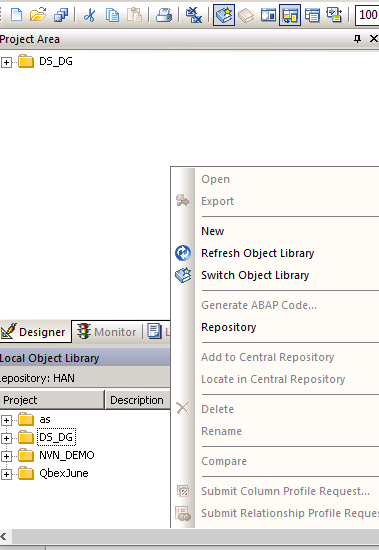 100
Project Area
DS_DG
Open
Export
New
Refresh Object Library
Switch Object Library
Generate ABAP Code...
Repository
Add to Central Repository
Locate in Central Repository
Delete
Rename
Compare
Submit Column Profile Request...
Submit Relationship Profile Reque
Designer
Monitor
L
Local Object Library
epository: HAN
Project
Description
as
DS_DG
NVN_DEMO
QbexJune